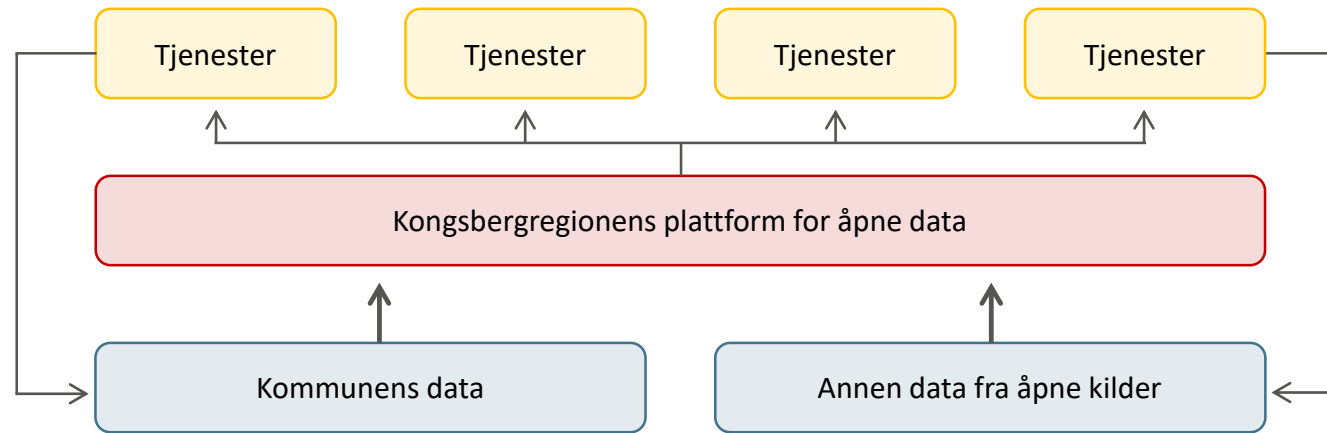 Tjenester
Tjenester
Tjenester
Tjenester
Kongsbergregionens plattform for åpne data
Kommunens data
Annen data fra åpne kilder